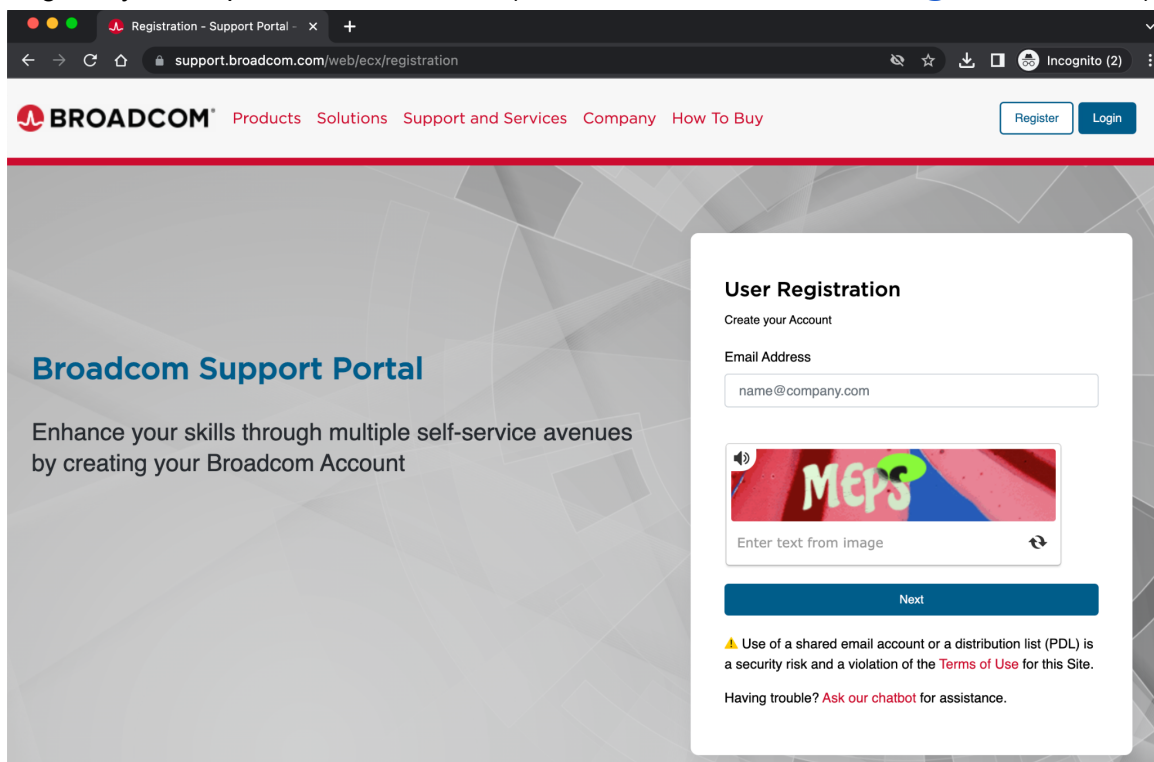 Registration - Support Portal -
support.broadcom.com/web/ecx/registration
Incognito (2)
BROADCOM®
Products Solutions Support and Services Company How To Buy
Register Login
Broadcom Support Portal
Enhance your skills through multiple self-service avenues
by creating your Broadcom Account
User Registration
Create your Account
Email Address
name@company.com
MEPS
Enter text from image
Next
Use of a shared email account or a distribution list (PDL) is
a security risk and a violation of the Terms of Use for this Site.
Having trouble? Ask our chatbot for assistance.